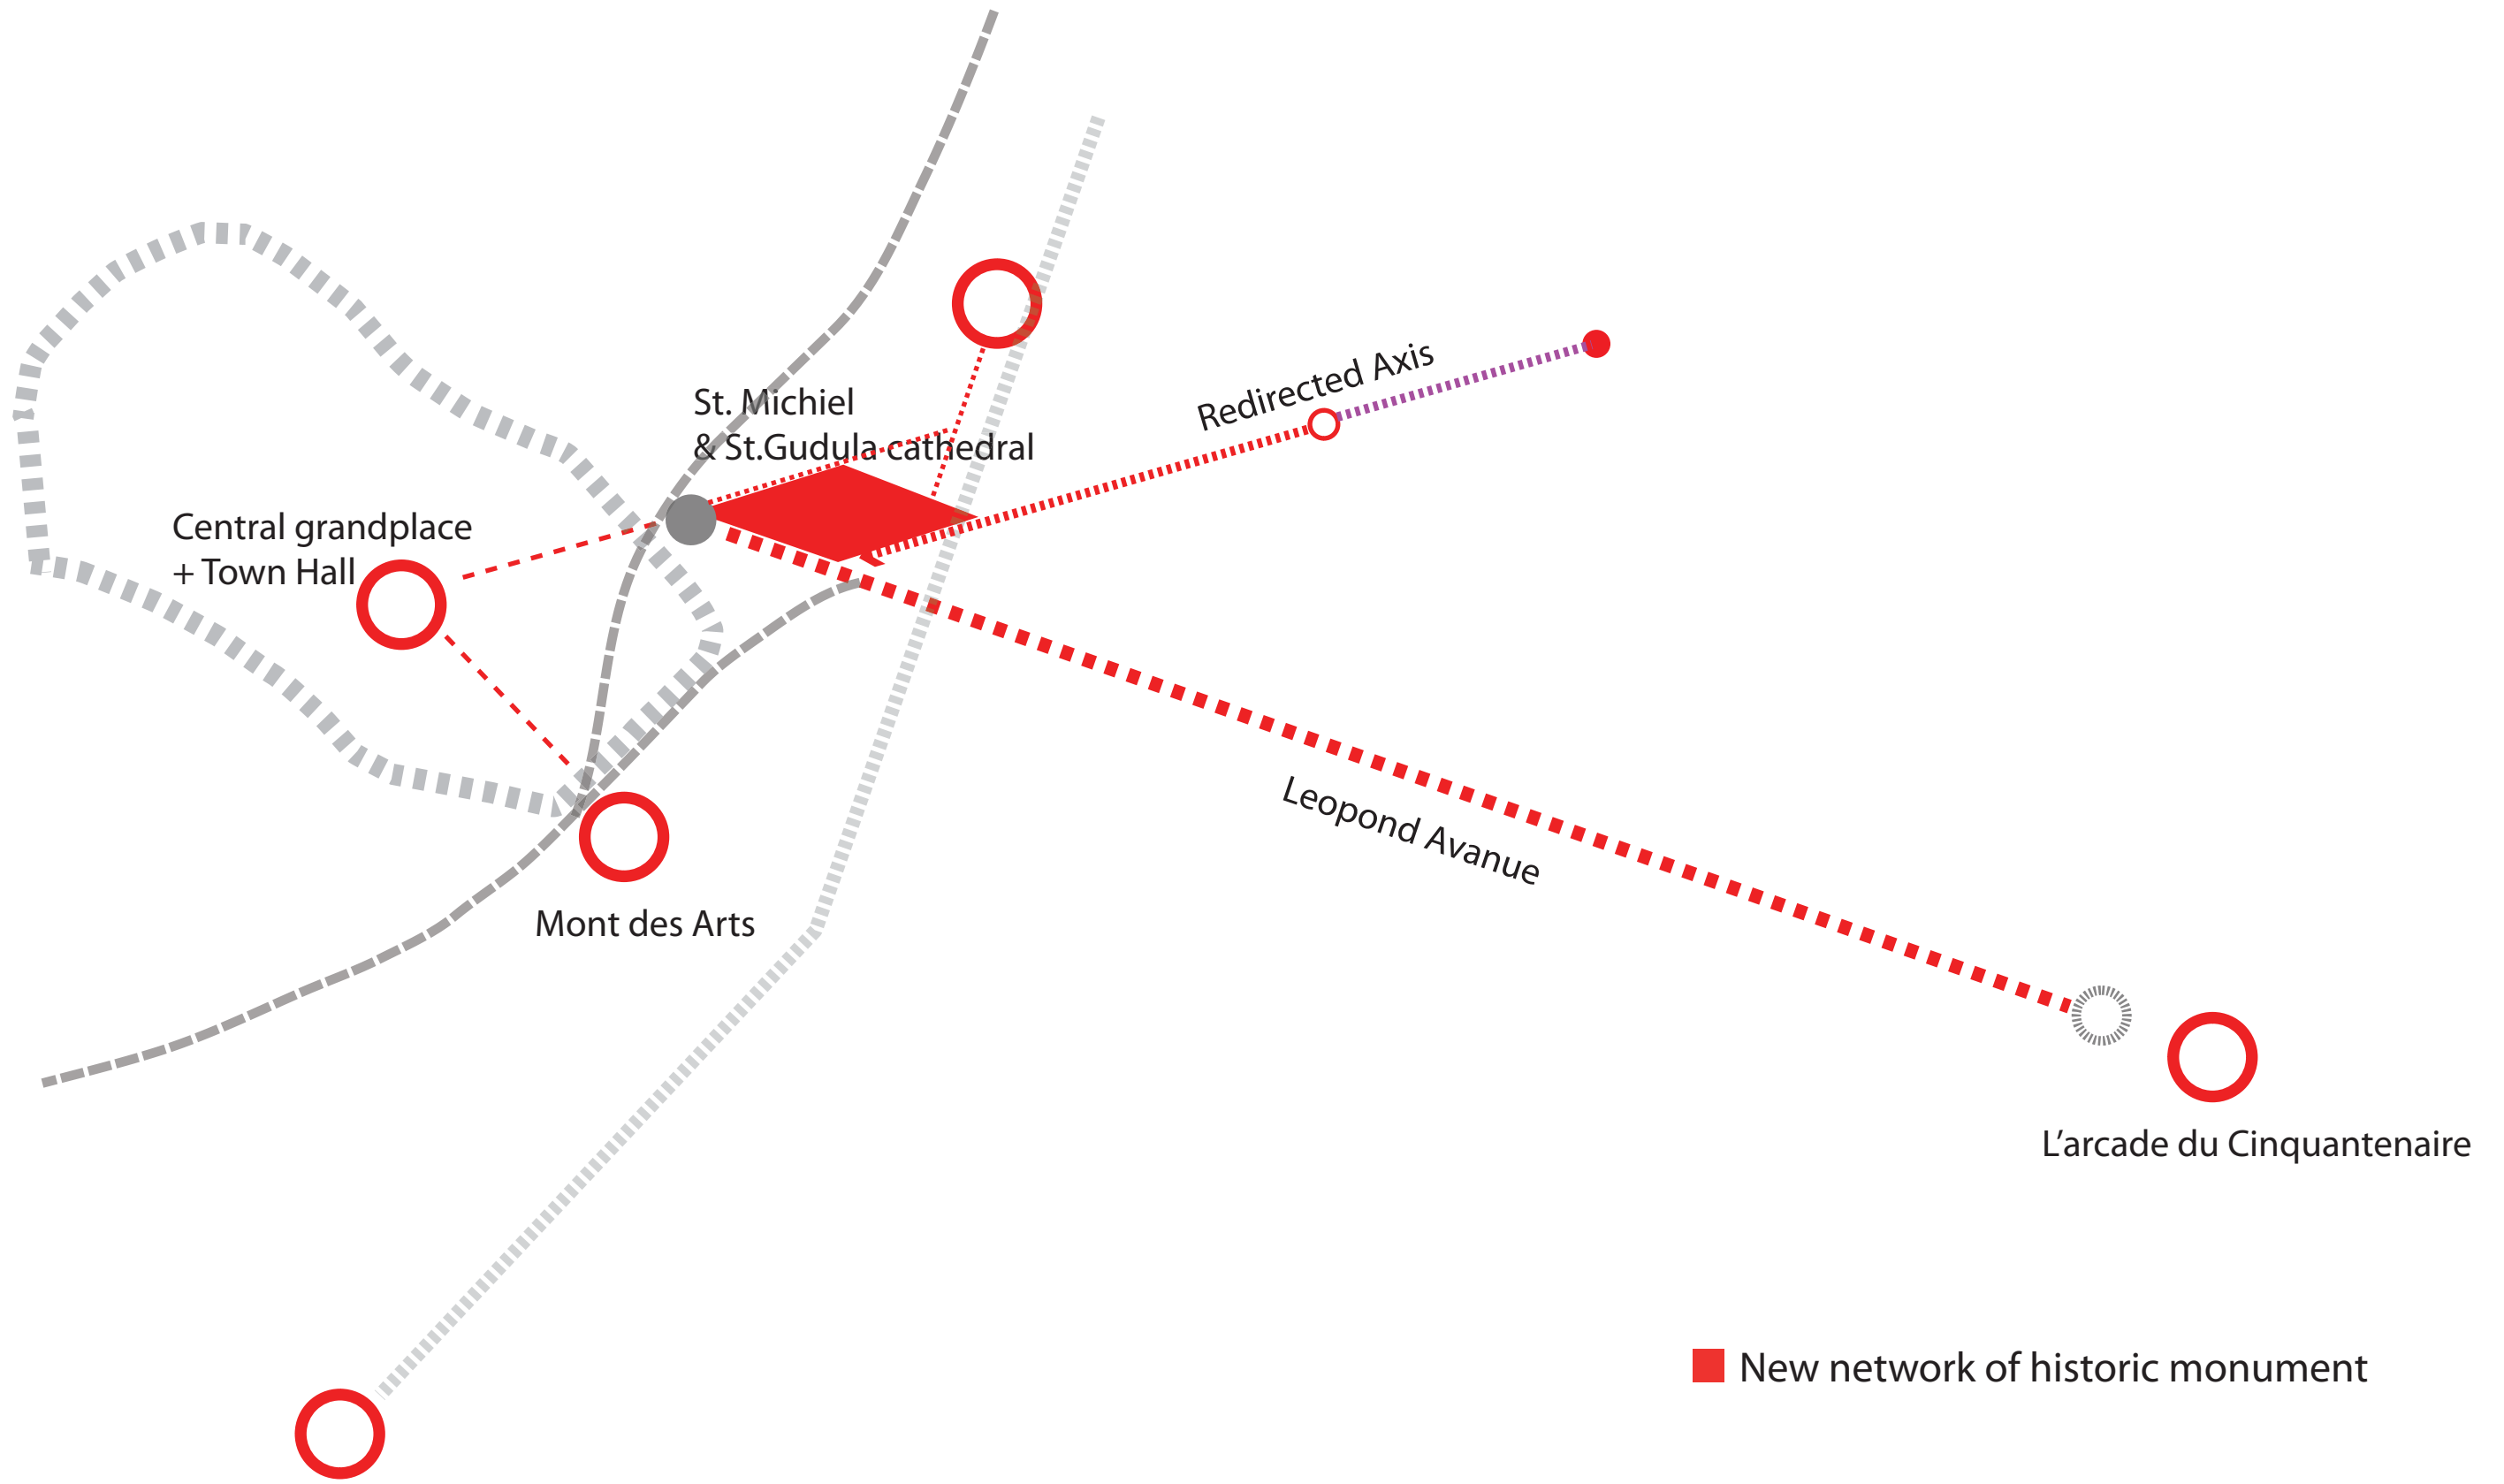 Redirected Axis
St. Michiel
& St.Gudula cathedral
Central grandplace
+ Town Hall
Leopond Avanue
Mont des Arts
L’arcade du Cinquantenaire
New network of historic monument